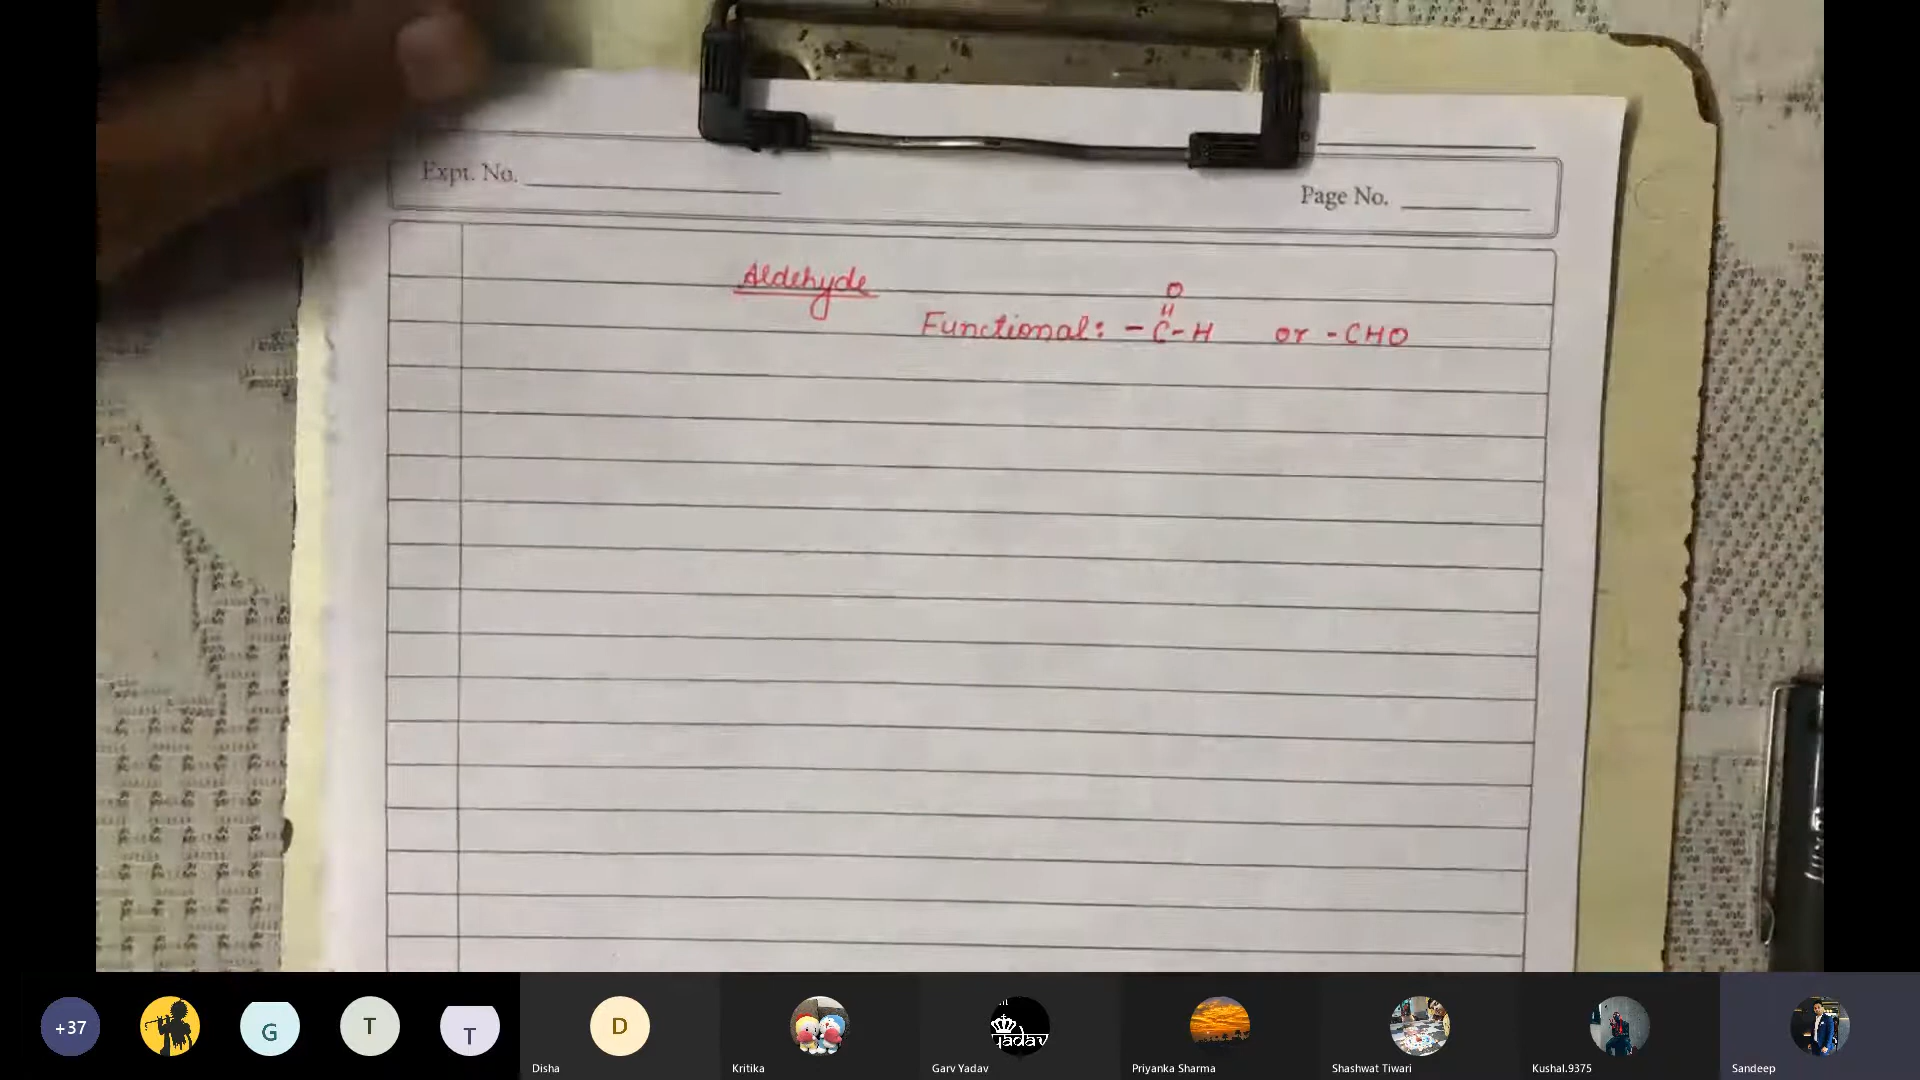 Expt. No.
Page No.
Aldehyde
O
"
Functional: - C - H or - CHO
+37
G
T
T
D
yadav
Disha
Kritika
Garv Yadav
Priyanka Sharma
Shashwat Tiwari
Kushal.9375
Sandeep